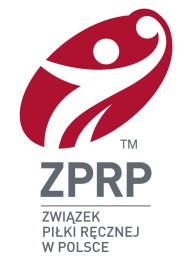 TM
ZPRP
ZWIĄZEK
PIŁKI RĘCZNEJ
W POLSCE